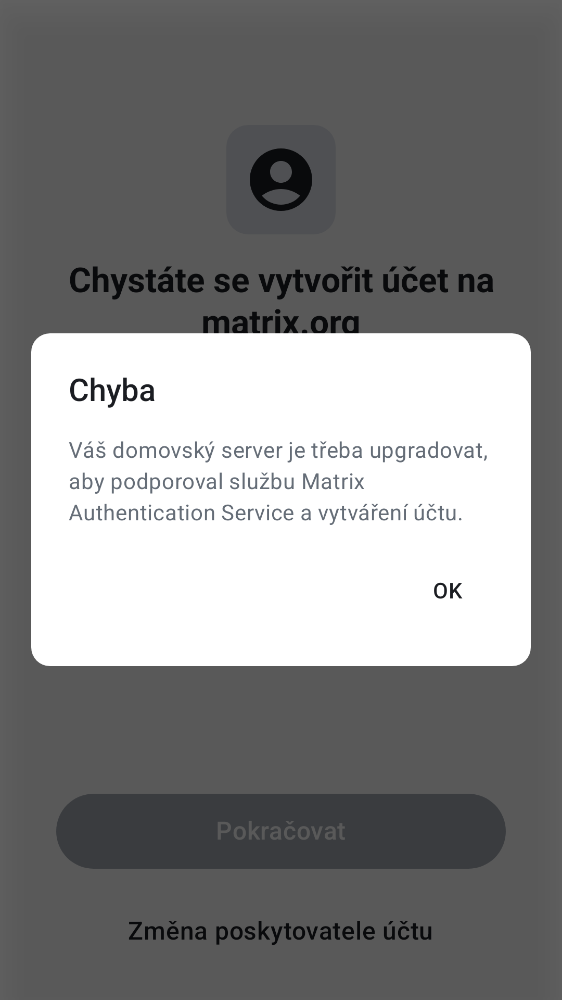 Chystáte se vytvořit účet na
matrix.org
Chyba
Váš domovský server je třeba upgradovat,
aby podporoval službu Matrix
Authentication Service a vytváření účtu.
OK
Pokračovat
Změna poskytovatele účtu